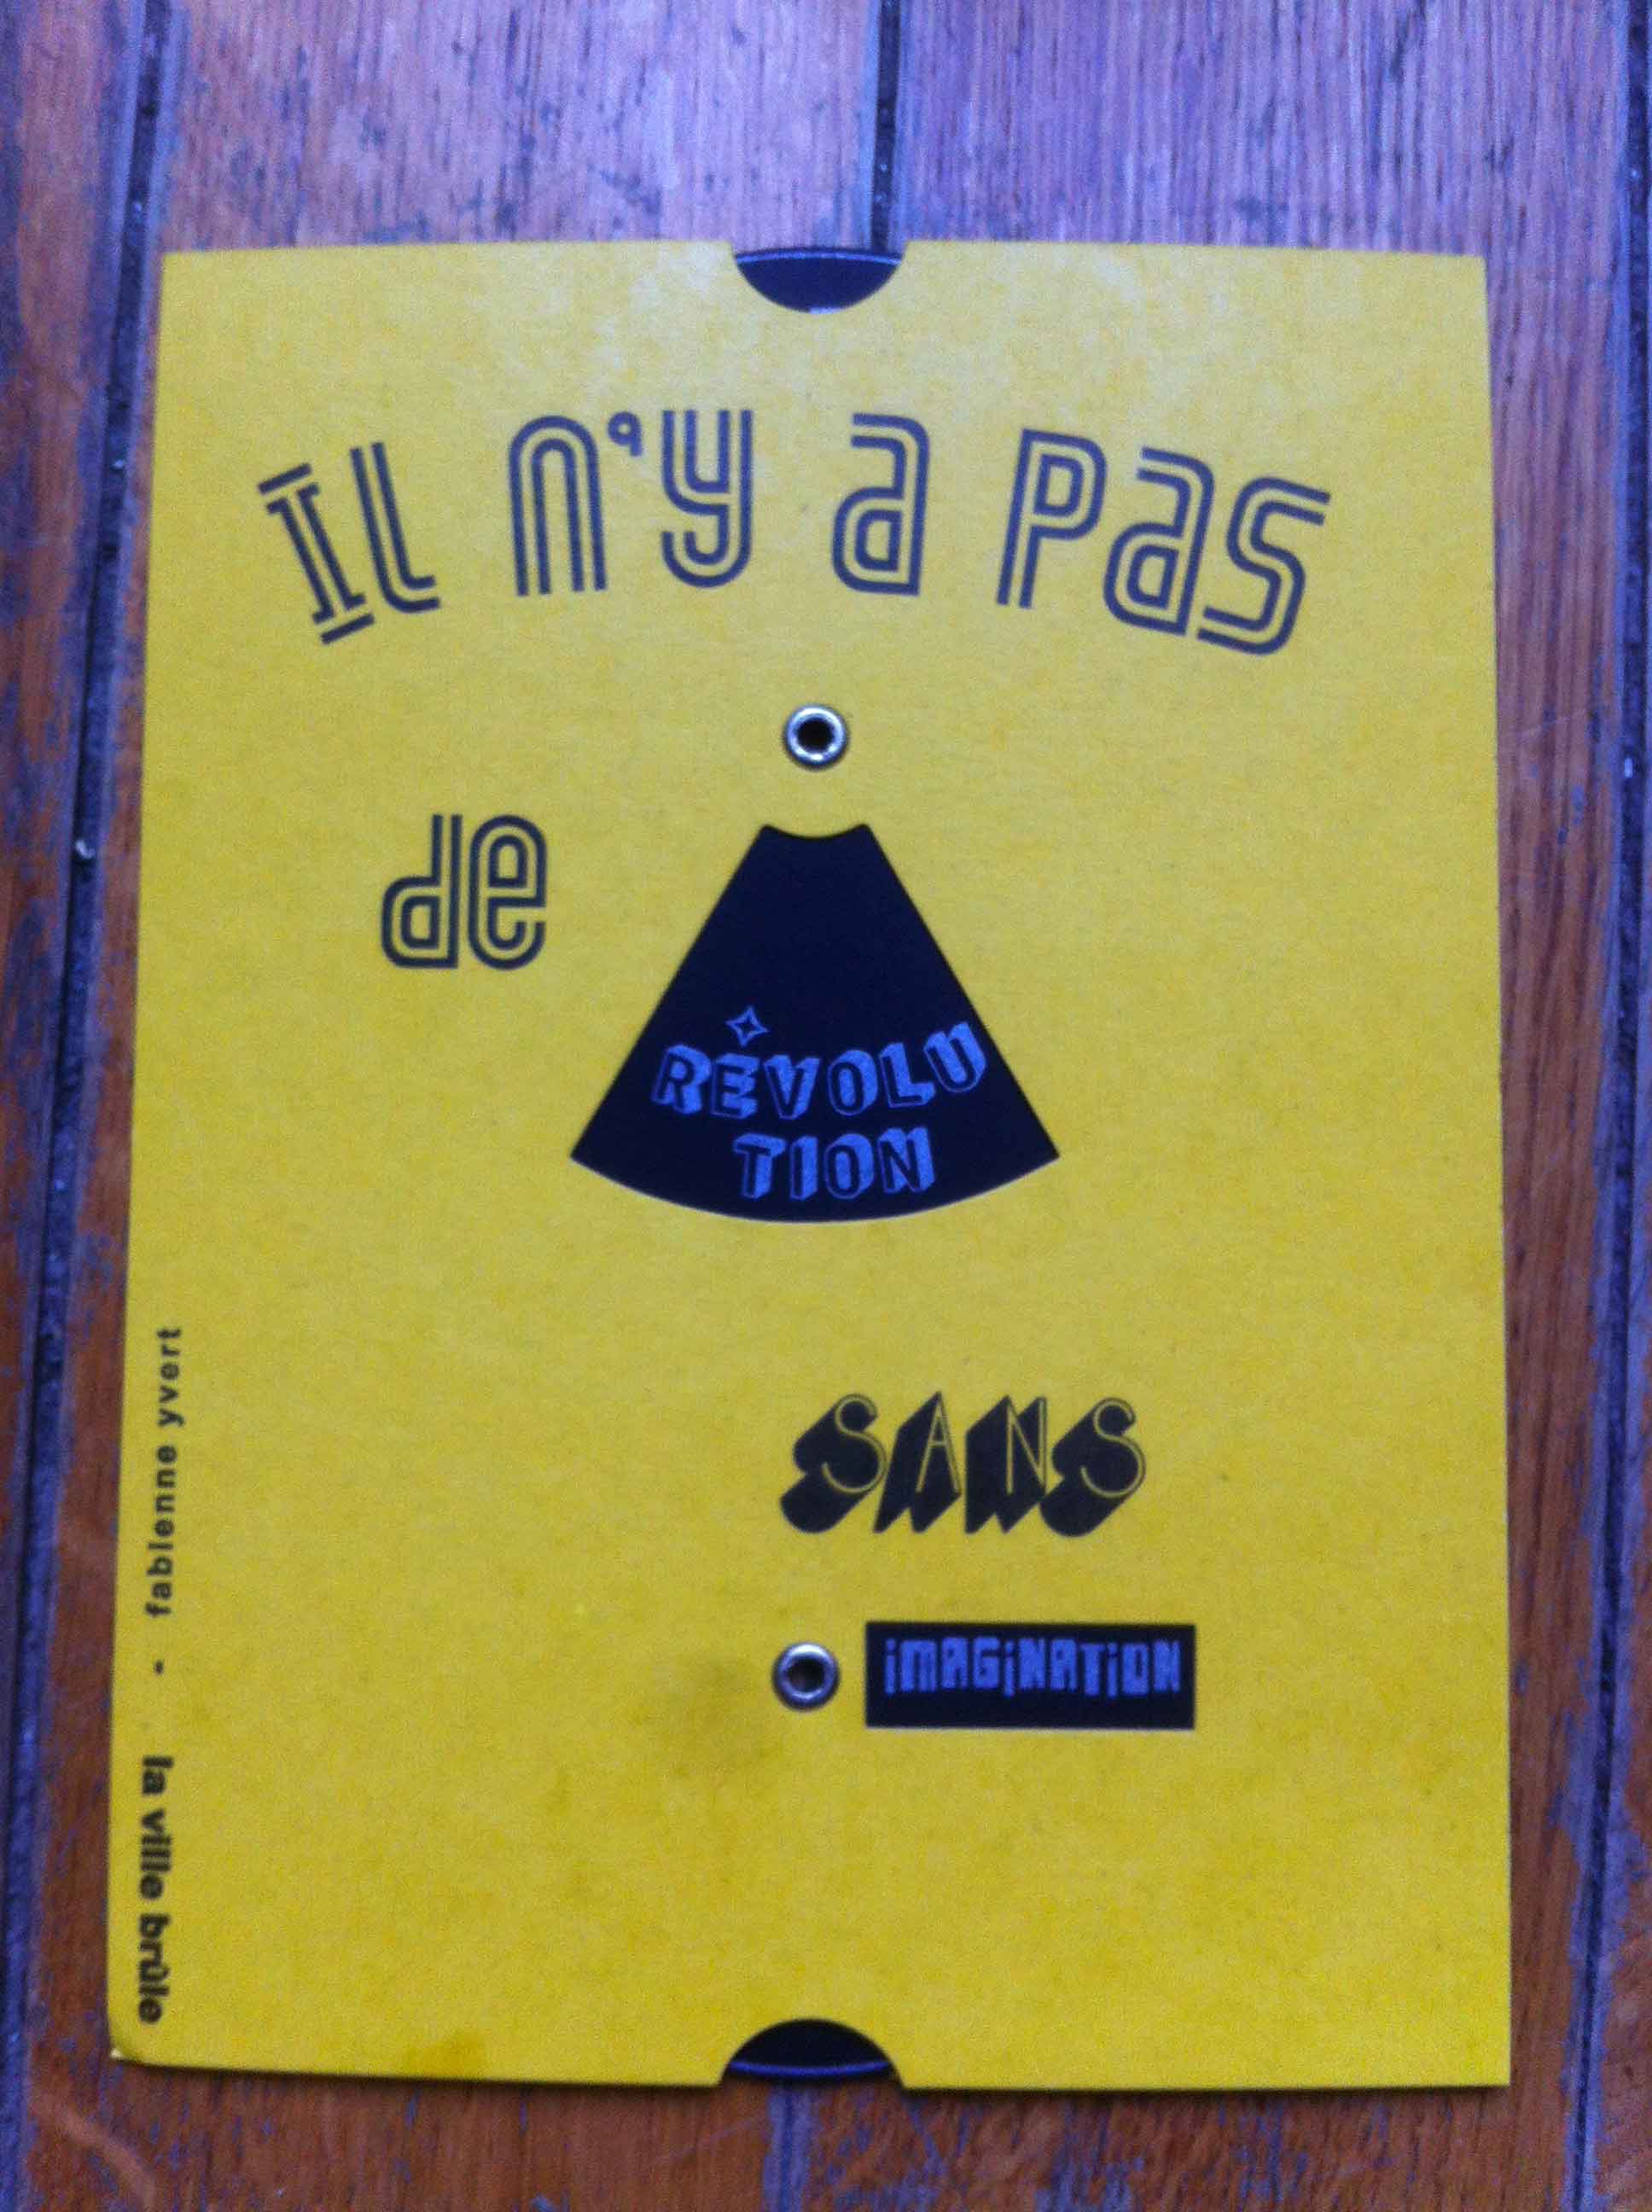 Il n'y a pas
de
RÉVOLU
TION
SANS
iMAGiNATiON
fabienne yvert
-
la ville brûle